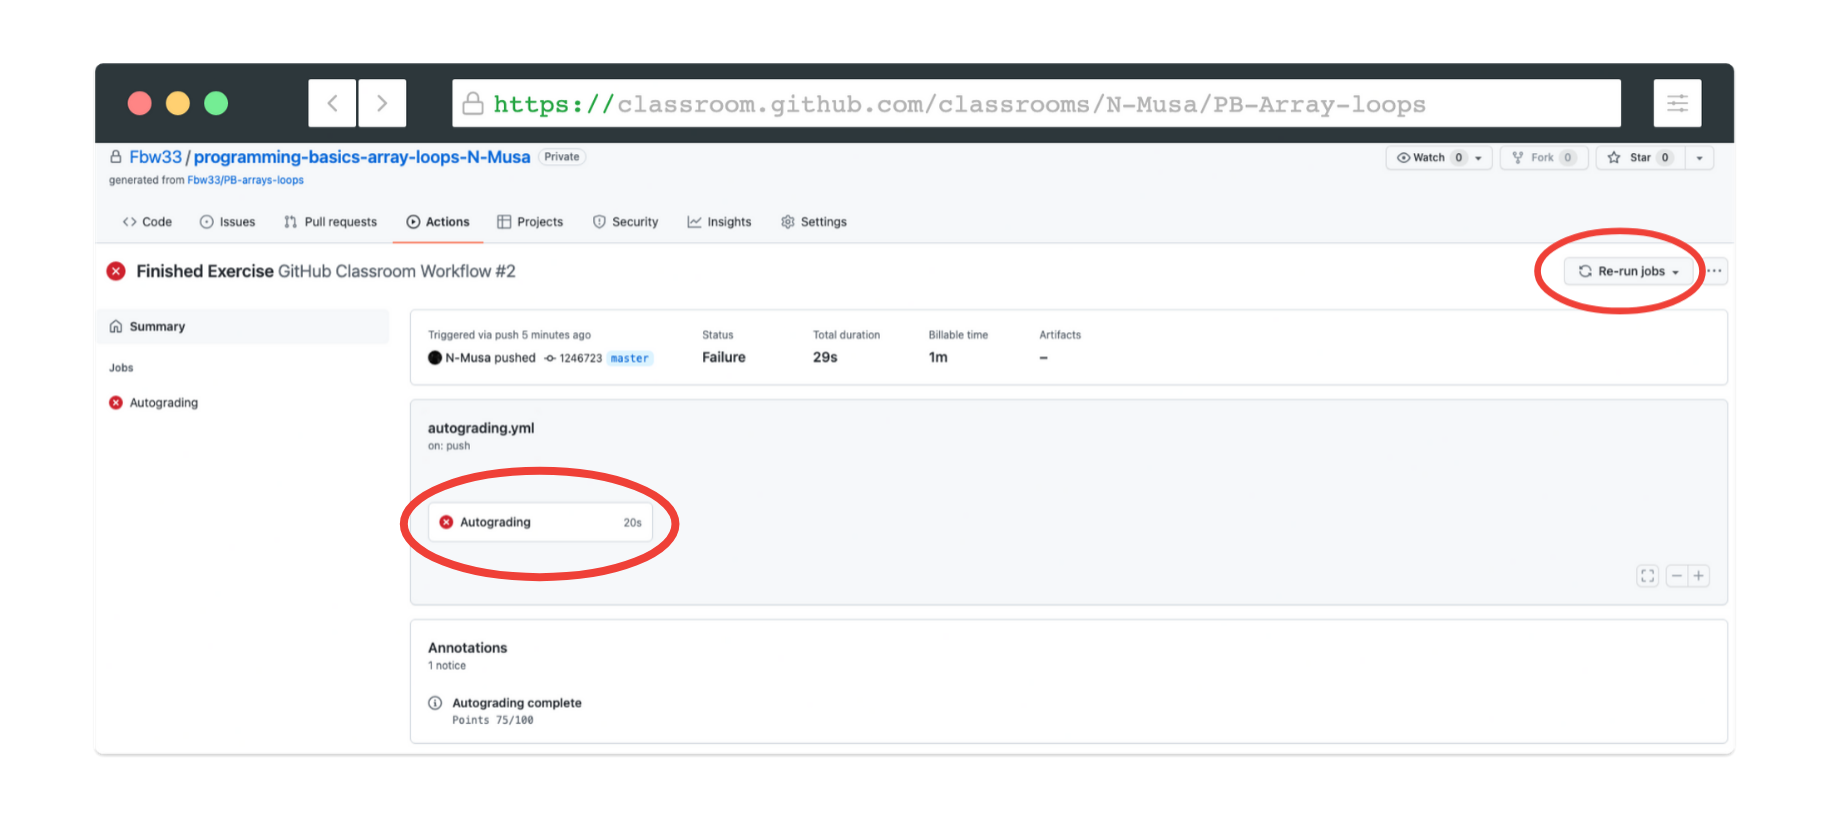 https://classroom.github.com/classrooms/N-Musa/PB-Array-loops
Fbw33 / programming-basics-array-loops-N-Musa Private
Watch 0 Fork 0 Star 0
generated from Fbw33/PB-arrays-loops
Code Issues Pull requests Actions Projects Security Insights Settings
Finished Exercise GitHub Classroom Workflow #2
Re-run jobs ...
Summary
Jobs
Autograding
Triggered via push 5 minutes ago Status Total duration Billable time Artifacts
N-Musa pushed 1246723 master Failure 29s 1m –
autograding.yml
on: push
Autograding 20s
Annotations
1 notice
Autograding complete
Points 75/100